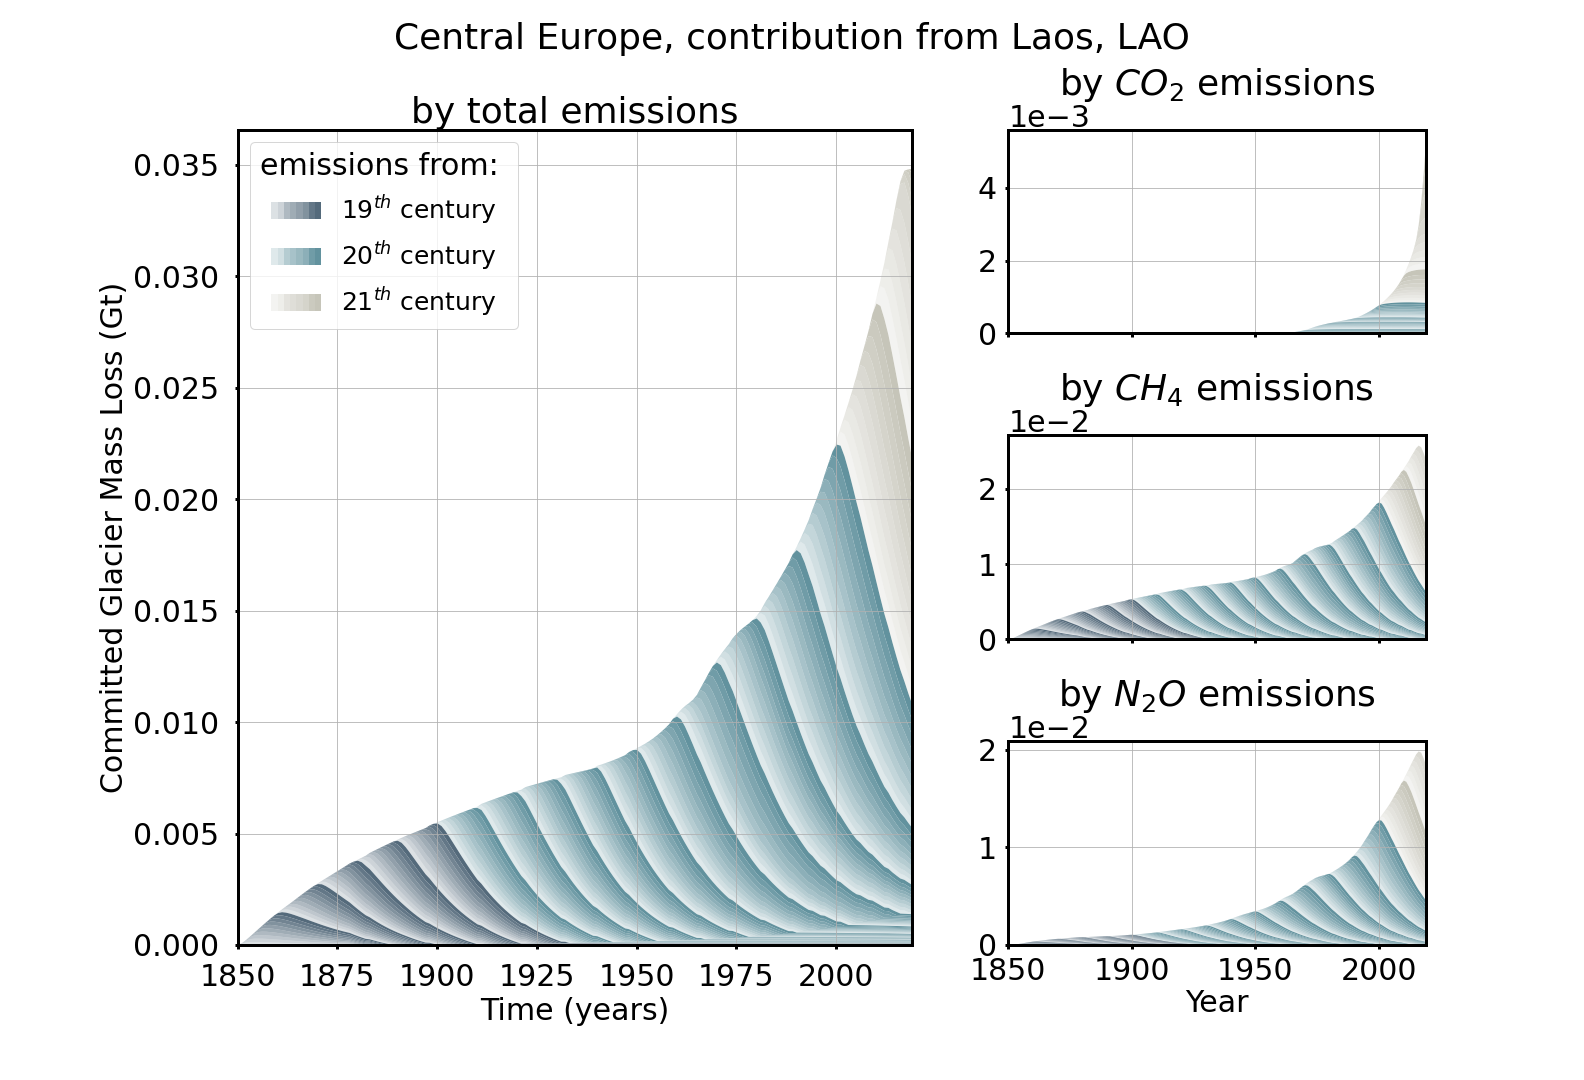 Central Europe, contribution from Laos, LAO
by total emissions
emissions from:
19th century
20th century
21th century
0.035
0.030
0.025
0.020
0.015
0.010
0.005
0.000
Committed Glacier Mass Loss (Gt)
1850 1875 1900 1925 1950 1975 2000
Time (years)
by CO2 emissions
1e−3
4
2
0
by CH4 emissions
1e−2
2
1
0
by N2O emissions
1e−2
2
1
0
1850 1900 1950 2000
Year